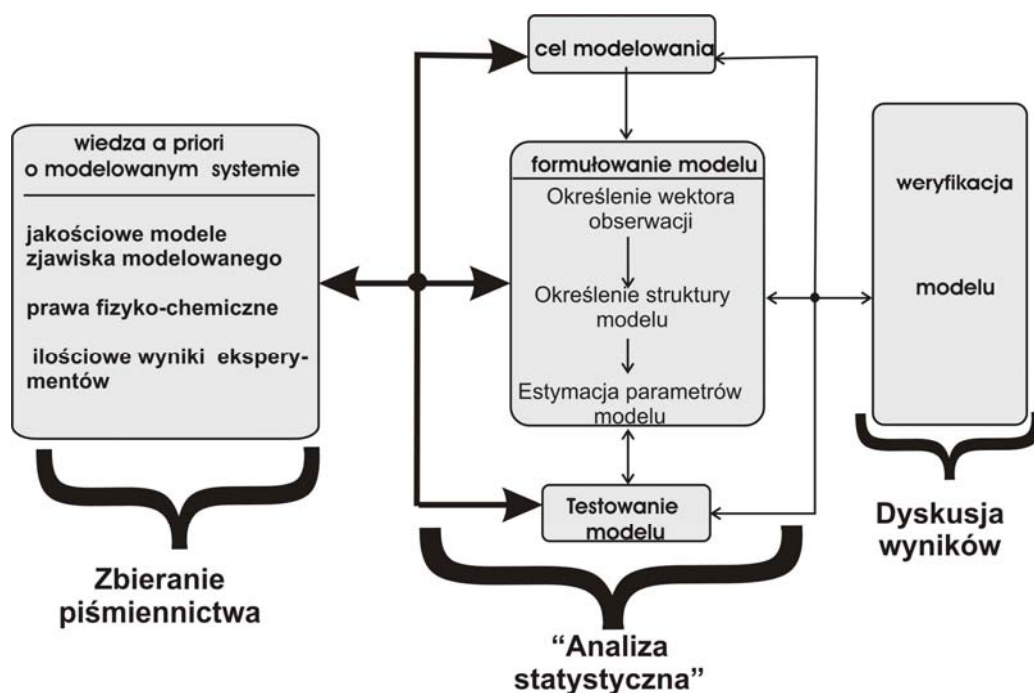 wiedza a priori
o modelowanym systemie
jakościowe modele
zjawiska modelowanego
prawa fizyko-chemiczne
ilościowe wyniki ekspery-
mentów
Zbieranie
piśmiennictwa
cel modelowania
formułowanie modelu
Określenie wektora
obserwacji
Określenie struktury
modelu
Estymacja parametrów
modelu
Testowanie
modelu
“Analiza
statystyczna”
weryfikacja
modelu
Dyskusja
wyników